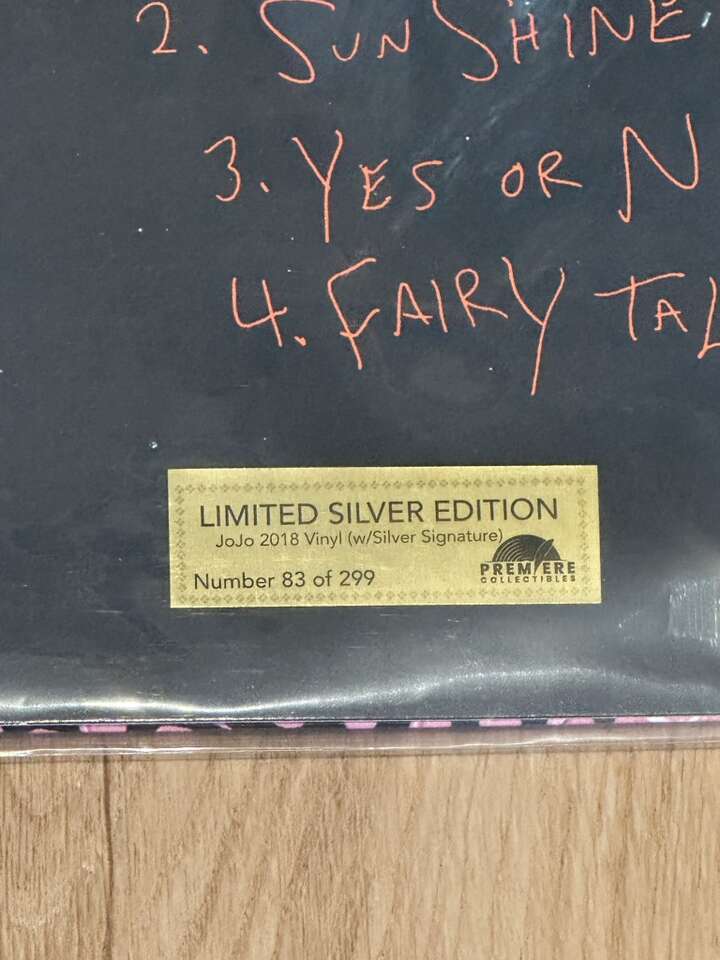 2. SUNSHINE
3. YES OR N
4. FAIRY TAL
LIMITED SILVER EDITION
JoJo 2018 Vinyl (w/Silver Signature)
Number 83 of 299
PREMIERE
COLLECTIBLES